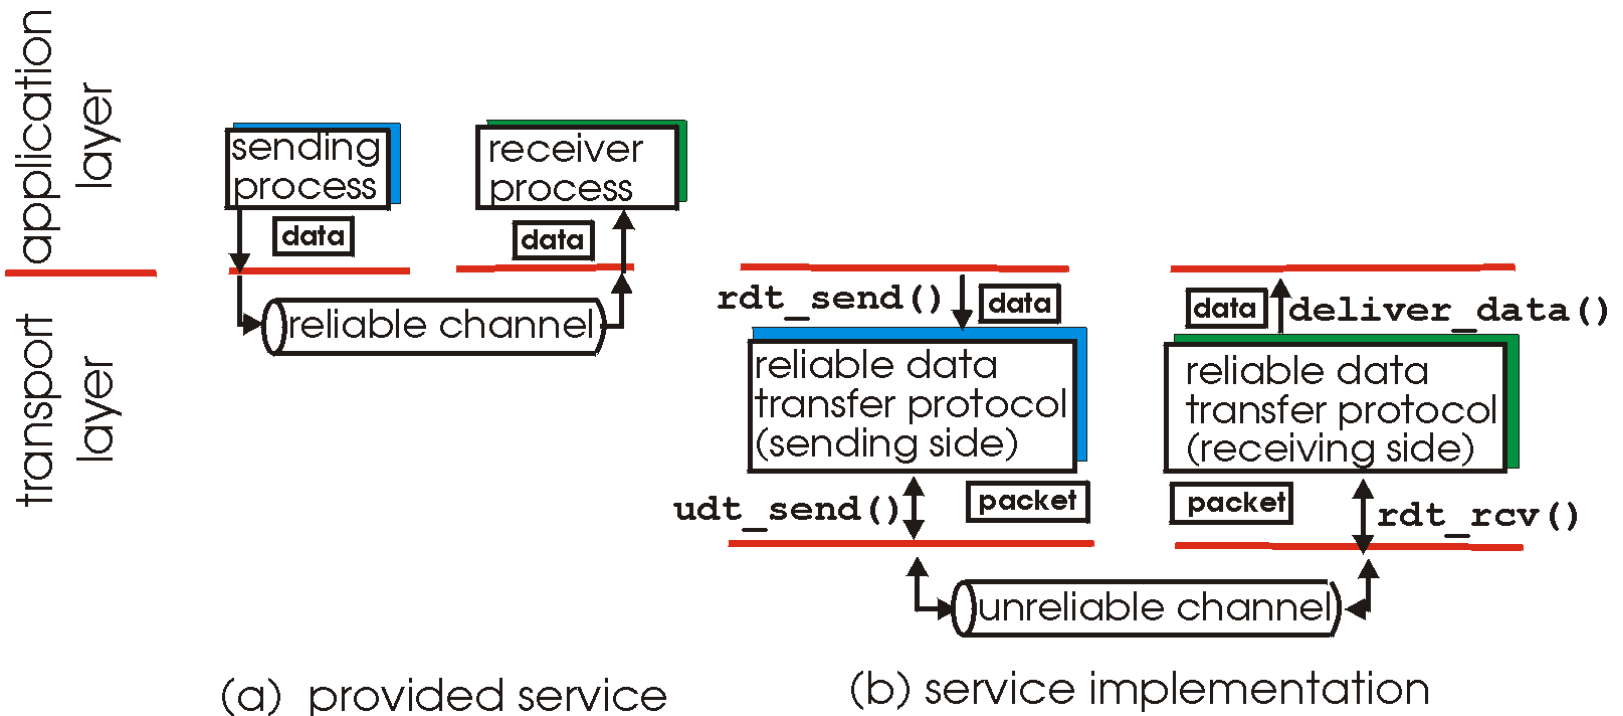 application
layer
transport
layer
sending
process
data
receiver
process
data
reliable channel
(a) provided service
rdt_send()
data
reliable data
transfer protocol
(sending side)
udt_send()
packet
data
deliver_data()
reliable data
transfer protocol
(receiving side)
packet
rdt_rcv()
unreliable channel
(b) service implementation